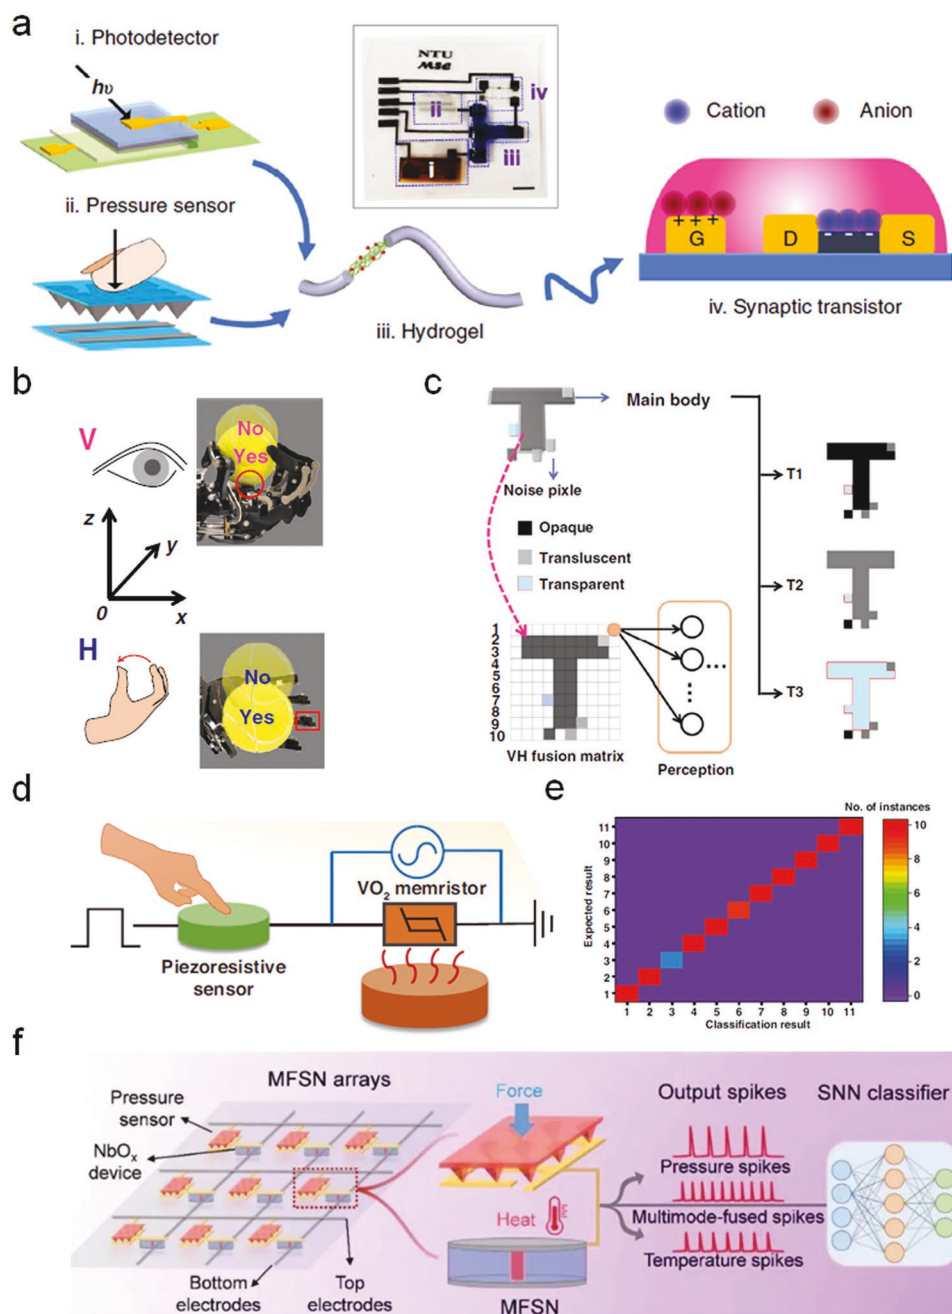 a
i. Photodetector
hυ
ii. Pressure sensor
NTU
mse
ii
iv
iii
i
iii. Hydrogel
Cation
Anion
+ + +
G
D
- - -
S
iv. Synaptic transistor
b
V
No
Yes
z
y
0
x
H
No
Yes
c
Main body
Noise pixle
Opaque
Transluscent
Transparent
T1
T2
T3
1
2
3
4
5
6
7
8
9
10
VH fusion matrix
Perception
d
VO2 memristor
Piezoresistive
sensor
e
No. of instances
Expected result
11
10
9
8
7
6
5
4
3
2
1
1 2 3 4 5 6 7 8 9 10 11
Classification result
10
8
6
4
2
0
f
MFSN arrays
Pressure
sensor
NbOx
device
Bottom
electrodes
Top
electrodes
Force
Heat
MFSN
Output spikes
Pressure spikes
Multimode-fused spikes
Temperature spikes
SNN classifier